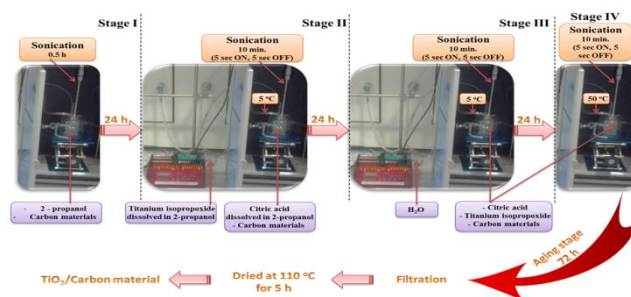 Stage I
Stage II
Stage III
Stage IV
Sonication
0.5 h
Sonication
10 min.
(5 sec ON, 5 sec OFF)
Sonication
10 min.
(5 sec ON, 5 sec OFF)
Sonication
10 min.
(5 sec ON, 5
sec OFF)
5 °C
5 °C
50 °C
24 h
24 h
24 h
- 2 - propanol
- Carbon materials
Titanium isopropoxide
dissolved in 2-propanol
Citric acid
dissolved in 2-propanol
- Carbon materials
H₂O
- Citric acid
- Titanium isopropoxide
- Carbon materials
Aging stage
72 h
TiO₂/Carbon material
Dried at 110 °C
for 5 h
Filtration